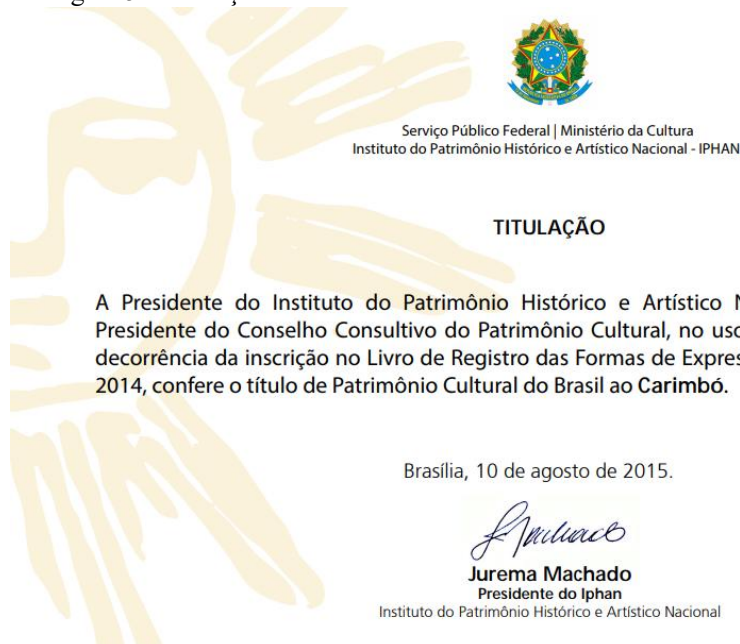 Serviço Público Federal | Ministério da Cultura
Instituto do Patrimônio Histórico e Artístico Nacional - IPHAN
TITULAÇÃO
A Presidente do Instituto do Patrimônio Histórico e Artístico
Presidente do Conselho Consultivo do Patrimônio Cultural, no uso
decorrência da inscrição no Livro de Registro das Formas de
2014, confere o título de Patrimônio Cultural do Brasil ao Carimbó.
Brasília, 10 de agosto de 2015.
Jurema Machado
Presidente do Iphan
Instituto do Patrimônio Histórico e Artístico Nacional